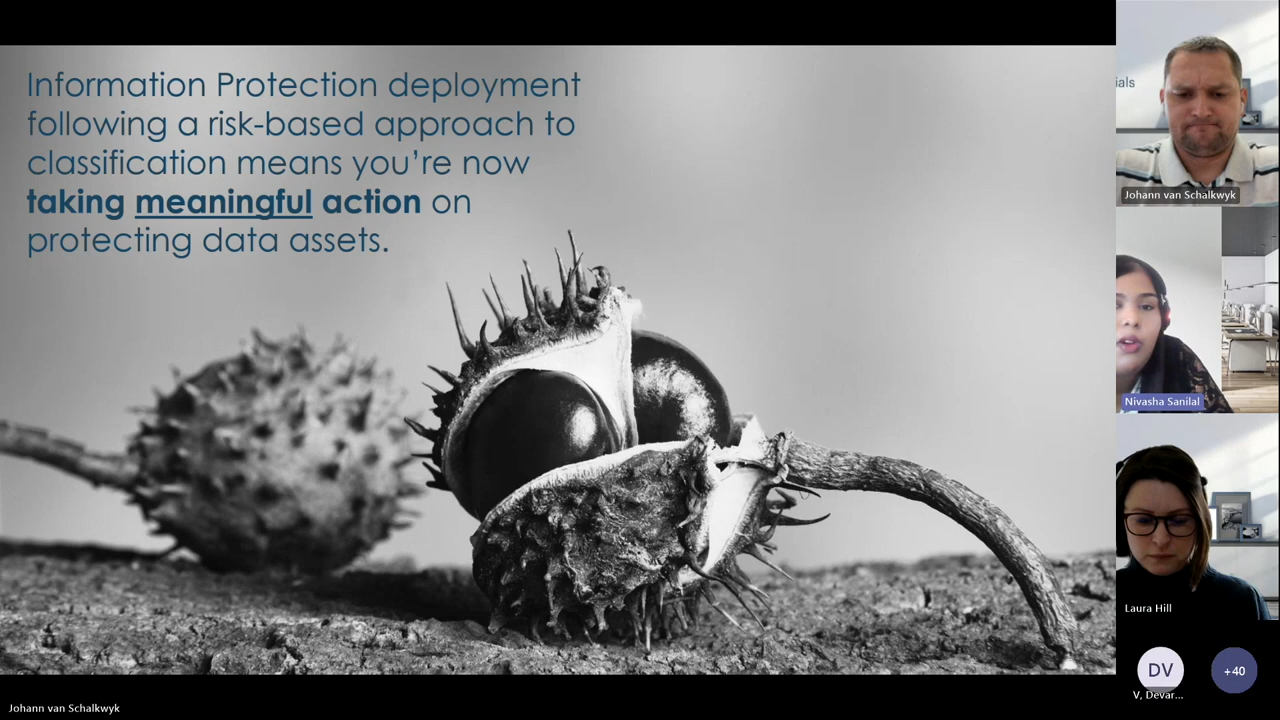 Information Protection deployment
following a risk-based approach to
classification means you're now
taking meaningful action on
protecting data assets.
ials
Johann van Schalkwyk
Nivasha Sanilal
Laura Hill
DV
+40
V, Devar...
Johann van Schalkwyk